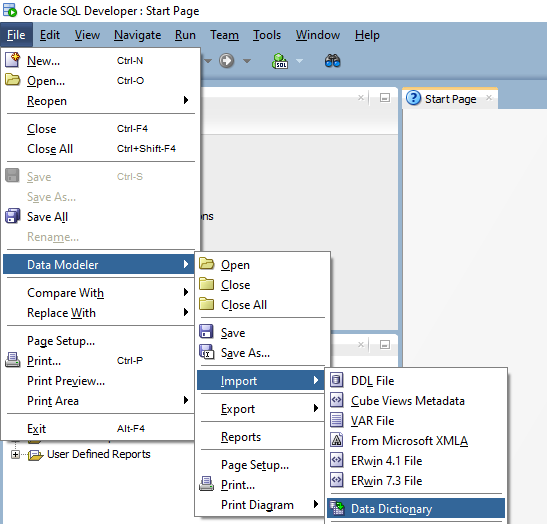 Oracle SQL Developer : Start Page
File Edit View Navigate Run Team Tools Window Help
New... Ctrl-N
Open... Ctrl-O
Reopen
Close Ctrl-F4
Close All Ctrl+Shift-F4
Save Ctrl-S
Save As...
Save All
Rename...
Data Modeler
Compare With
Replace With
Page Setup...
Print... Ctrl-P
Print Preview...
Print Area
Exit Alt-F4
User Defined Reports
SQL
Start Page
ons
Open
Close
Close All
Save
Save As...
Import
Export
Reports
Page Setup...
Print...
Print Diagram
DDL File
Cube Views Metadata
VAR File
From Microsoft XMLA
ERwin 4.1 File
ERwin 7.3 File
Data Dictionary